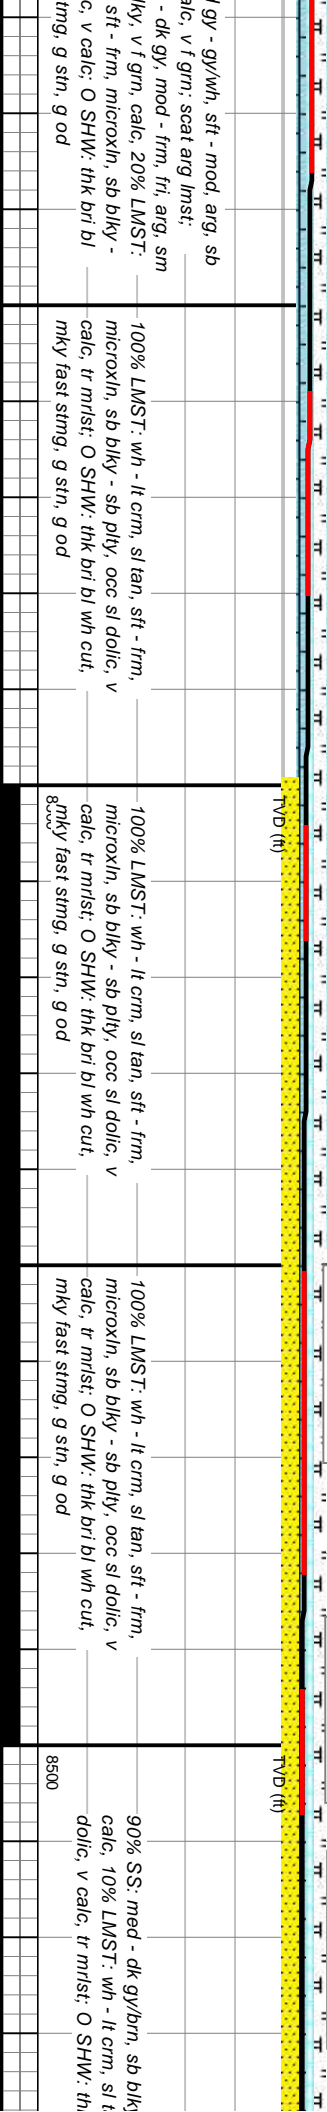 gy - gy/wh, sft - mod, arg, sb
calc, v f grn; scat arg lmst;
- dk gy, mod - frm, fri, arg, sm
lky, v f grn, calc, 20% LMST:
sft - frm, microxln, sb blky -
c, v calc; O SHW: thk bri bl
stmg, g stn, g od
100% LMST: wh - lt crm, sl tan, sft - frm,
microxln, sb blky - sb plty, occ sl dolic, v
calc, tr mrlst; O SHW: thk bri bl wh cut,
mky fast stmg, g stn, g od
TVD (ft)
100% LMST: wh - lt crm, sl tan, sft - frm,
microxln, sb blky - sb plty, occ sl dolic, v
calc, tr mrlst; O SHW: thk bri bl wh cut,
mky fast stmg, g stn, g od
100% LMST: wh - lt crm, sl tan, sft - frm,
microxln, sb blky - sb plty, occ sl dolic, v
calc, tr mrlst; O SHW: thk bri bl wh cut,
mky fast stmg, g stn, g od
TVD (ft)
8500
90% SS: med - dk gy/brn, sb blky
calc, 10% LMST: wh - lt crm, sl t
dolic, v calc, tr mrlst; O SHW: th